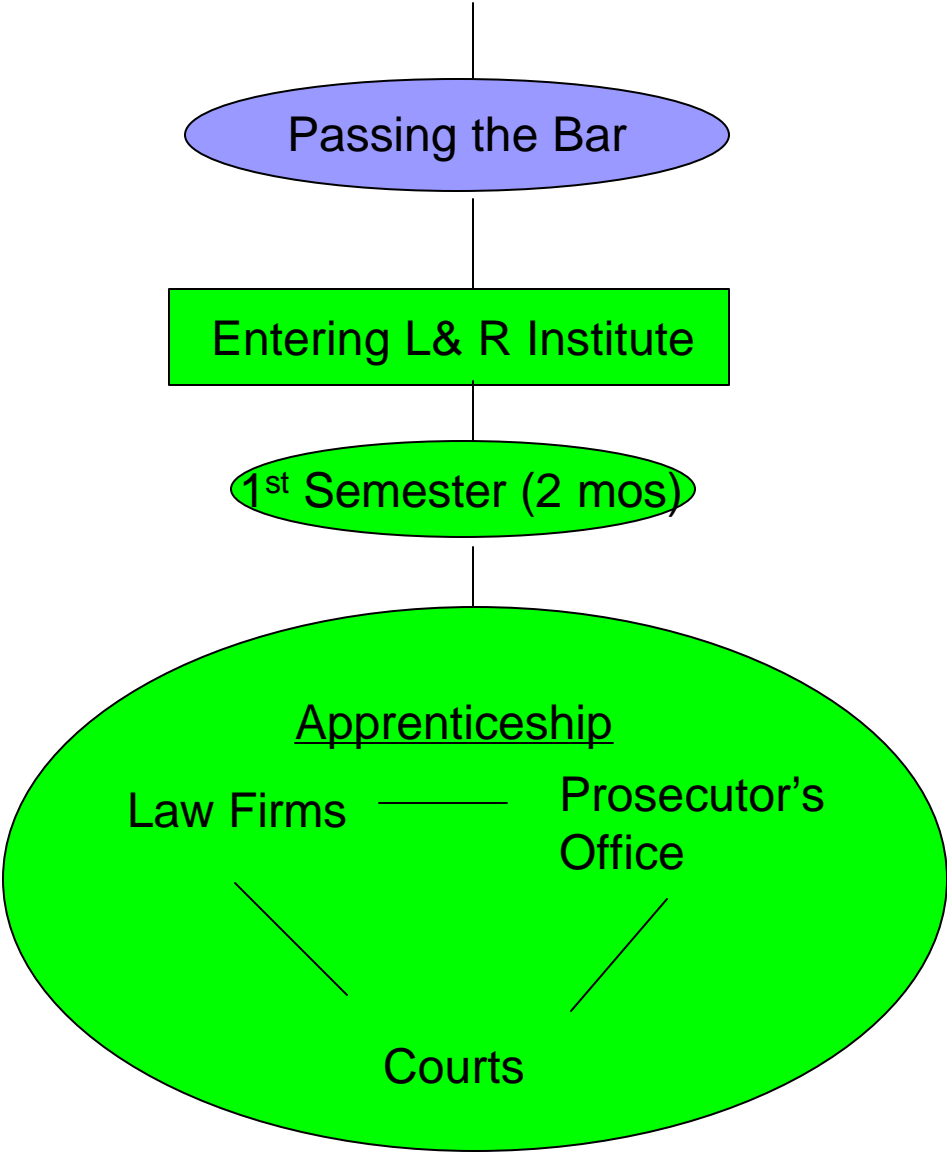 Passing the Bar
Entering L& R Institute
1st Semester (2 mos)
Apprenticeship
Law Firms
Prosecutor’s
Office
Courts